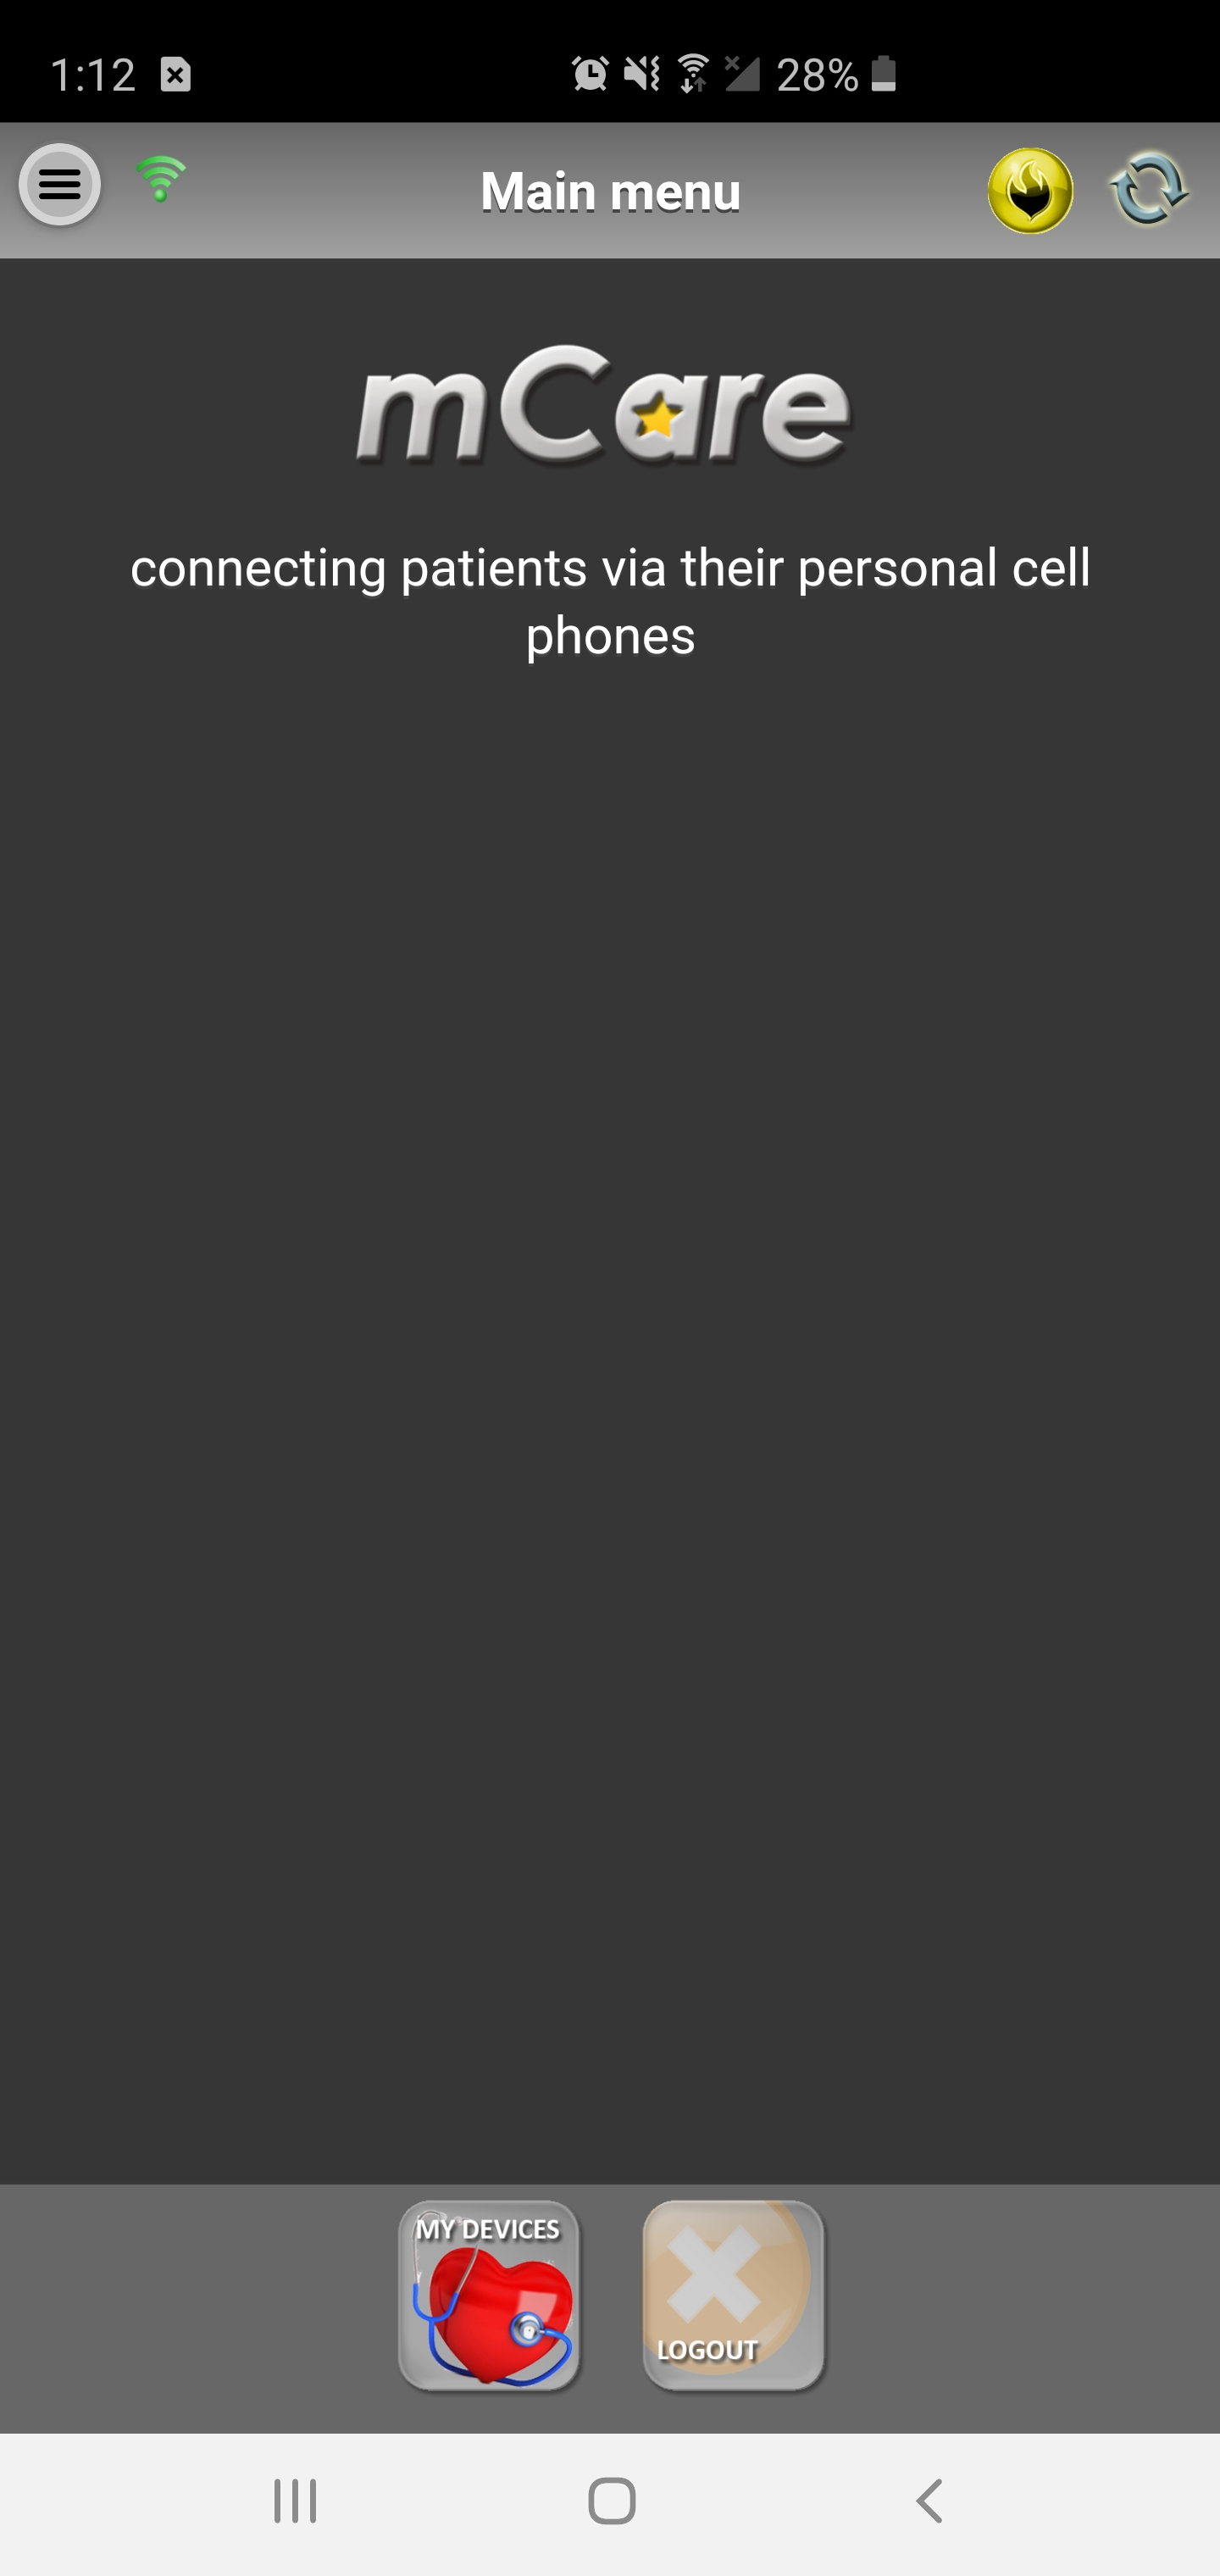 1:12
28%
Main menu
mCare
connecting patients via their personal cell
phones
MY DEVICES
LOGOUT